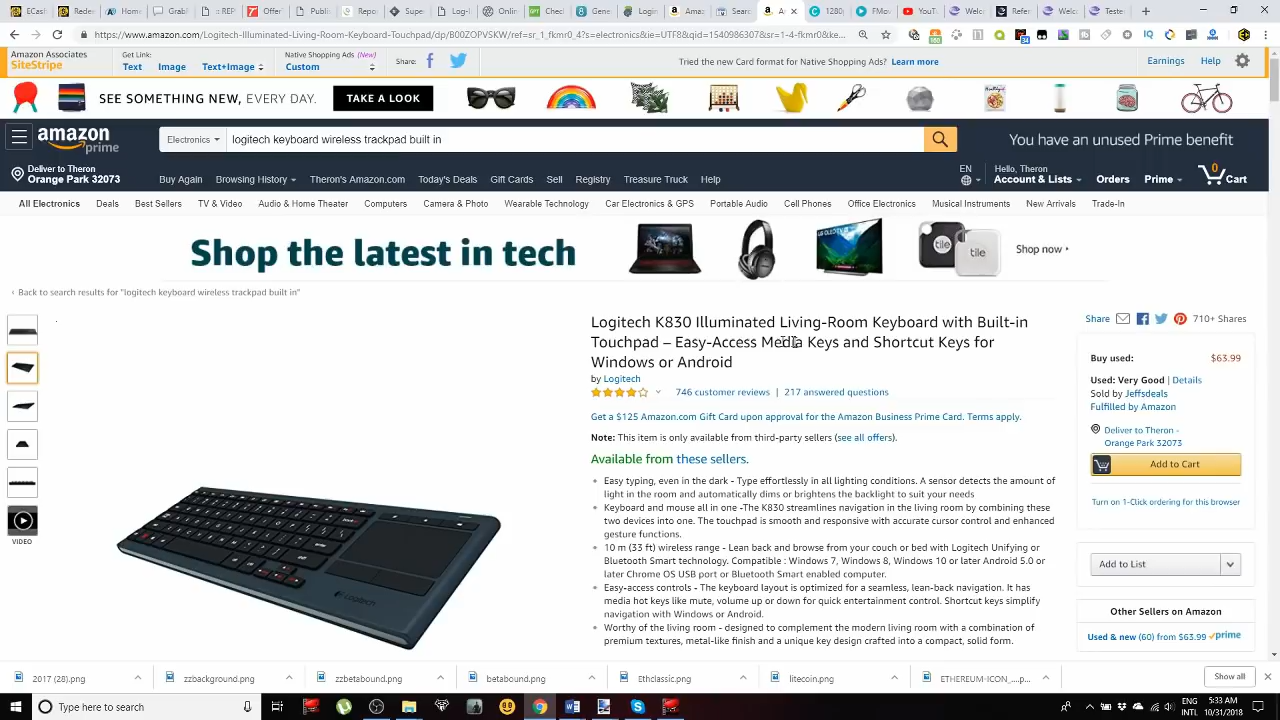 https://www.amazon.com/Logitech-Illuminated-Living-Room-Keyboard-Touchpad/dp/B00ZOPVSKW/ref=sr_1_fkmr0_4?s=electronics&ie=UTF8&qid=1540986307&sr=1-4-fkmr0&ke...
Amazon Associates
SiteStripe
Get Link:
Text Image Text+Image
Native Shopping Ads (New)
Custom
Share:
Tried the new Card format for Native Shopping Ads? Learn more
Earnings Help
SEE SOMETHING NEW, EVERY DAY. TAKE A LOOK
amazon
prime
Electronics
logitech keyboard wireless trackpad built in
You have an unused Prime benefit
Deliver to Theron
Orange Park 32073
Buy Again Browsing History Theron's Amazon.com Today's Deals Gift Cards Sell Registry Treasure Truck Help
EN
Hello, Theron
Account & Lists Orders Prime 0 Cart
All Electronics Deals Best Sellers TV & Video Audio & Home Theater Computers Camera & Photo Wearable Technology Car Electronics & GPS Portable Audio Cell Phones Office Electronics Musical Instruments New Arrivals Trade-In
Shop the latest in tech
tile
tile
Shop now
‹ Back to search results for "logitech keyboard wireless trackpad built in"
VIDEO
Logitech
Logitech K830 Illuminated Living-Room Keyboard with Built-in
Touchpad – Easy-Access Media Keys and Shortcut Keys for
Windows or Android
by Logitech
746 customer reviews | 217 answered questions
Get a $125 Amazon.com Gift Card upon approval for the Amazon Business Prime Card. Terms apply.
Note: This item is only available from third-party sellers (see all offers).
Available from these sellers.
Easy typing, even in the dark - Type effortlessly in all lighting conditions. A sensor detects the amount of
light in the room and automatically dims or brightens the backlight to suit your needs
Keyboard and mouse all in one -The K830 streamlines navigation in the living room by combining these
two devices into one. The touchpad is smooth and responsive with accurate cursor control and enhanced
gesture functions.
10 m (33 ft) wireless range - Lean back and browse from your couch or bed with Logitech Unifying or
Bluetooth Smart technology. Compatible : Windows 7, Windows 8, Windows 10 or later Android 5.0 or
later Chrome OS USB port or Bluetooth Smart enabled computer.
Easy-access controls - The keyboard layout is optimized for a seamless, lean-back navigation. It has
media hot keys like mute, volume up or down for quick entertainment control. Shortcut keys simplify
navigation with Windows or Android.
Worthy of the living room - designed to complement the modern living room with a combination of
premium textures, metal-like finish and a unique key design crafted into a compact, solid form.
Share 710+ Shares
Buy used: $63.99
Used: Very Good | Details
Sold by Jeffsdeals
Fulfilled by Amazon
Deliver to Theron -
Orange Park 32073
Add to Cart
Turn on 1-Click ordering for this browser
Add to List
Other Sellers on Amazon
Used & new (60) from $63.99 prime
2017 (28).png zzbackground.png zzbetabound.png betabound.png Ethclassic.png litecoin.png ETHEREUM-ICON_....png Show all
Type here to search
ENG
INTL
5:33 AM
10/31/2018